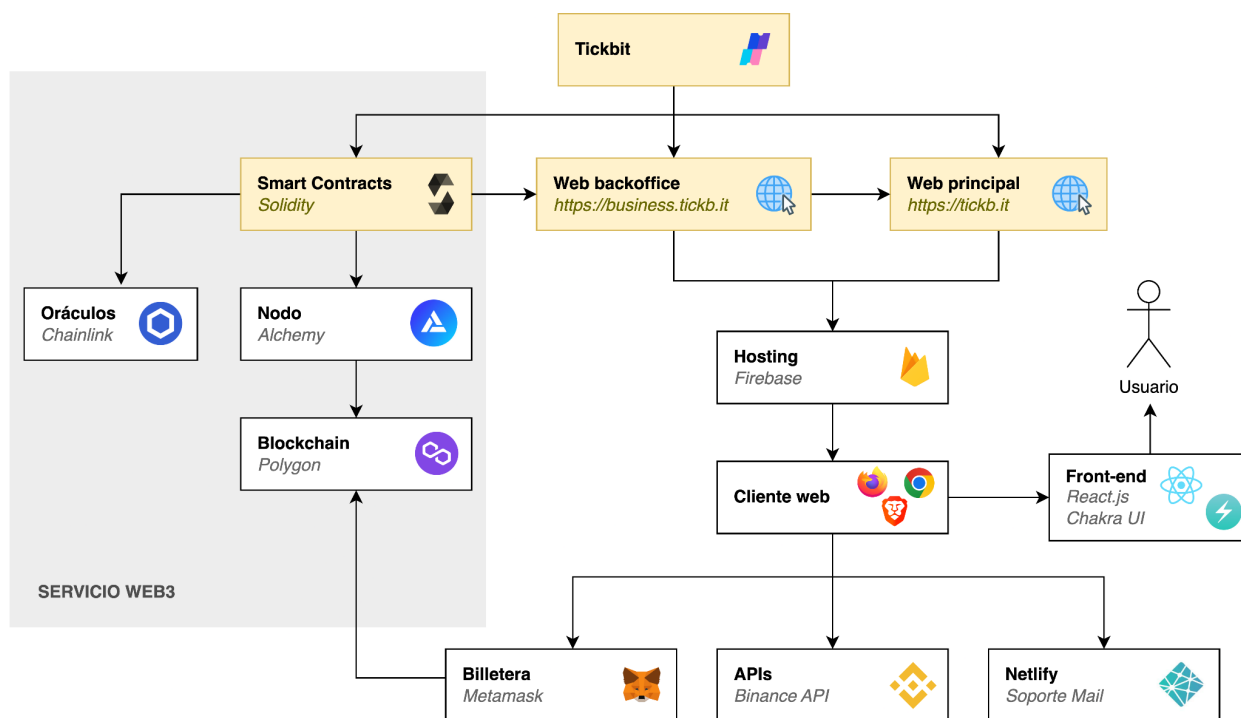 Tickbit
Smart Contracts
Solidity
Web backoffice
https://business.tickb.it
Web principal
https://tickb.it
Oráculos
Chainlink
Nodo
Alchemy
Hosting
Firebase
Usuario
Blockchain
Polygon
Cliente web
Front-end
React.js
Chakra UI
SERVICIO WEB3
Billetera
Metamask
APIs
Binance API
Netlify
Soporte Mail